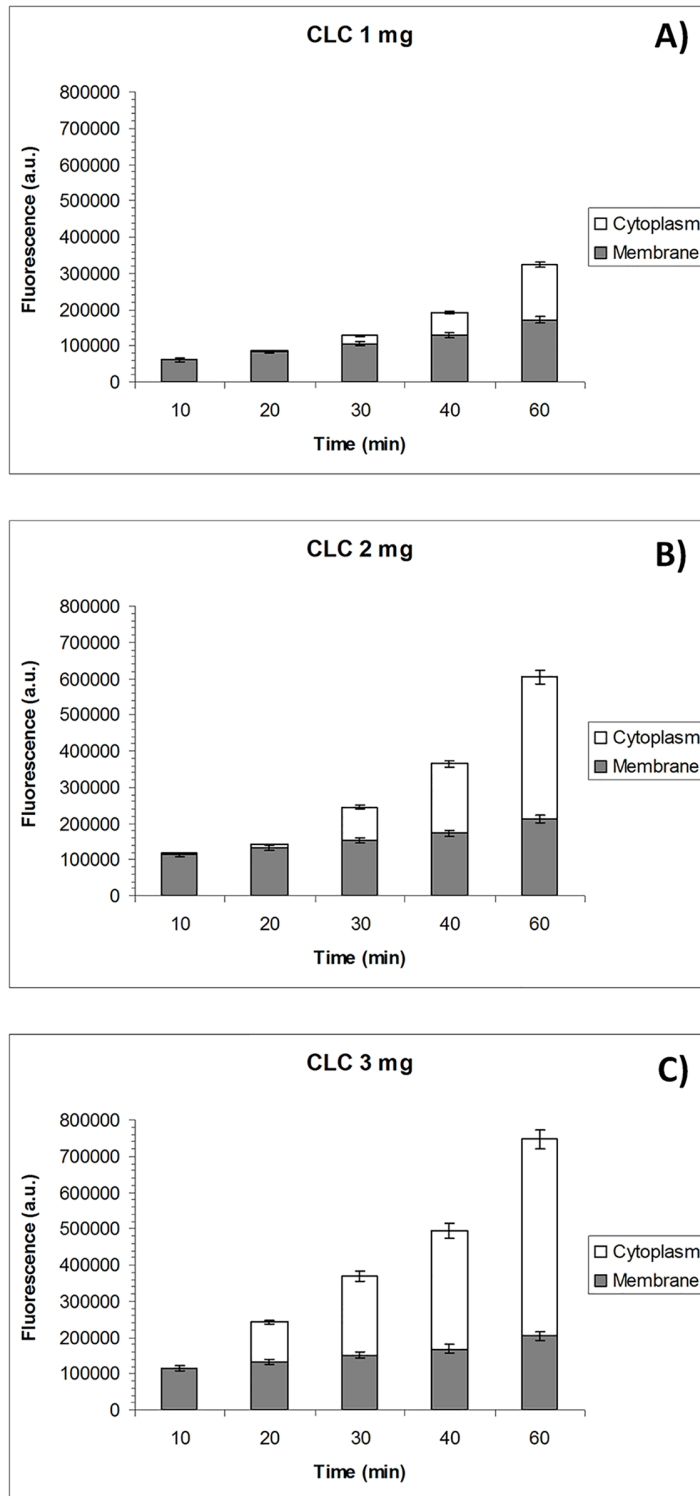 CLC 1 mg
A)
Fluorescence (a.u.)
800000
700000
600000
500000
400000
300000
200000
100000
0
10 20 30 40 60
Time (min)
Cytoplasm
Membrane
CLC 2 mg
B)
Fluorescence (a.u.)
800000
700000
600000
500000
400000
300000
200000
100000
0
10 20 30 40 60
Time (min)
Cytoplasm
Membrane
CLC 3 mg
C)
Fluorescence (a.u.)
800000
700000
600000
500000
400000
300000
200000
100000
0
10 20 30 40 60
Time (min)
Cytoplasm
Membrane